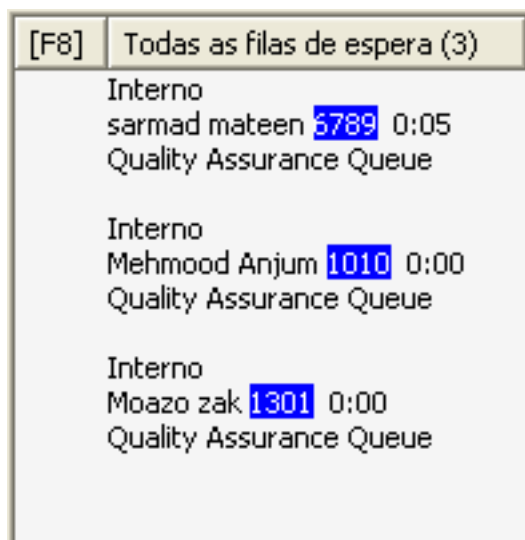 [F8] Todas as filas de espera (3)
Interno
sarmad mateen 6789 0:05
Quality Assurance Queue
Interno
Mehmood Anjum 1010 0:00
Quality Assurance Queue
Interno
Moazo zak 1301 0:00
Quality Assurance Queue